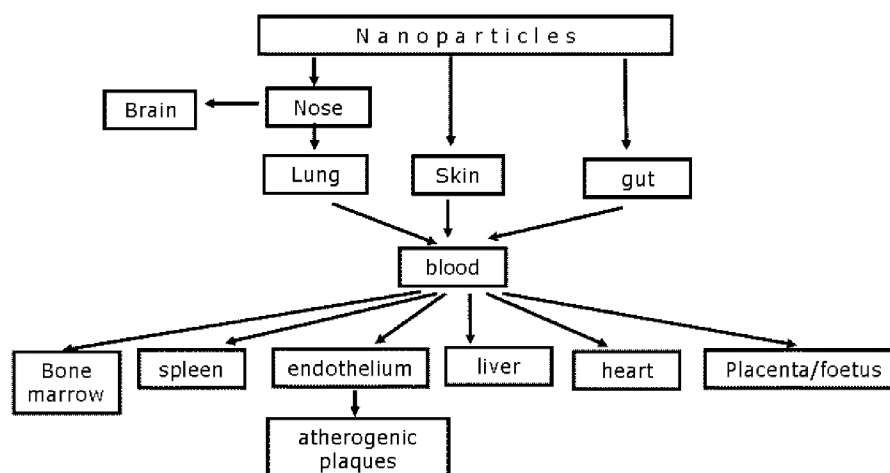 Nanoparticles
Brain
Nose
Lung
Skin
gut
blood
Bone
marrow
spleen
endothelium
liver
heart
Placenta/foetus
atherogenic
plaques